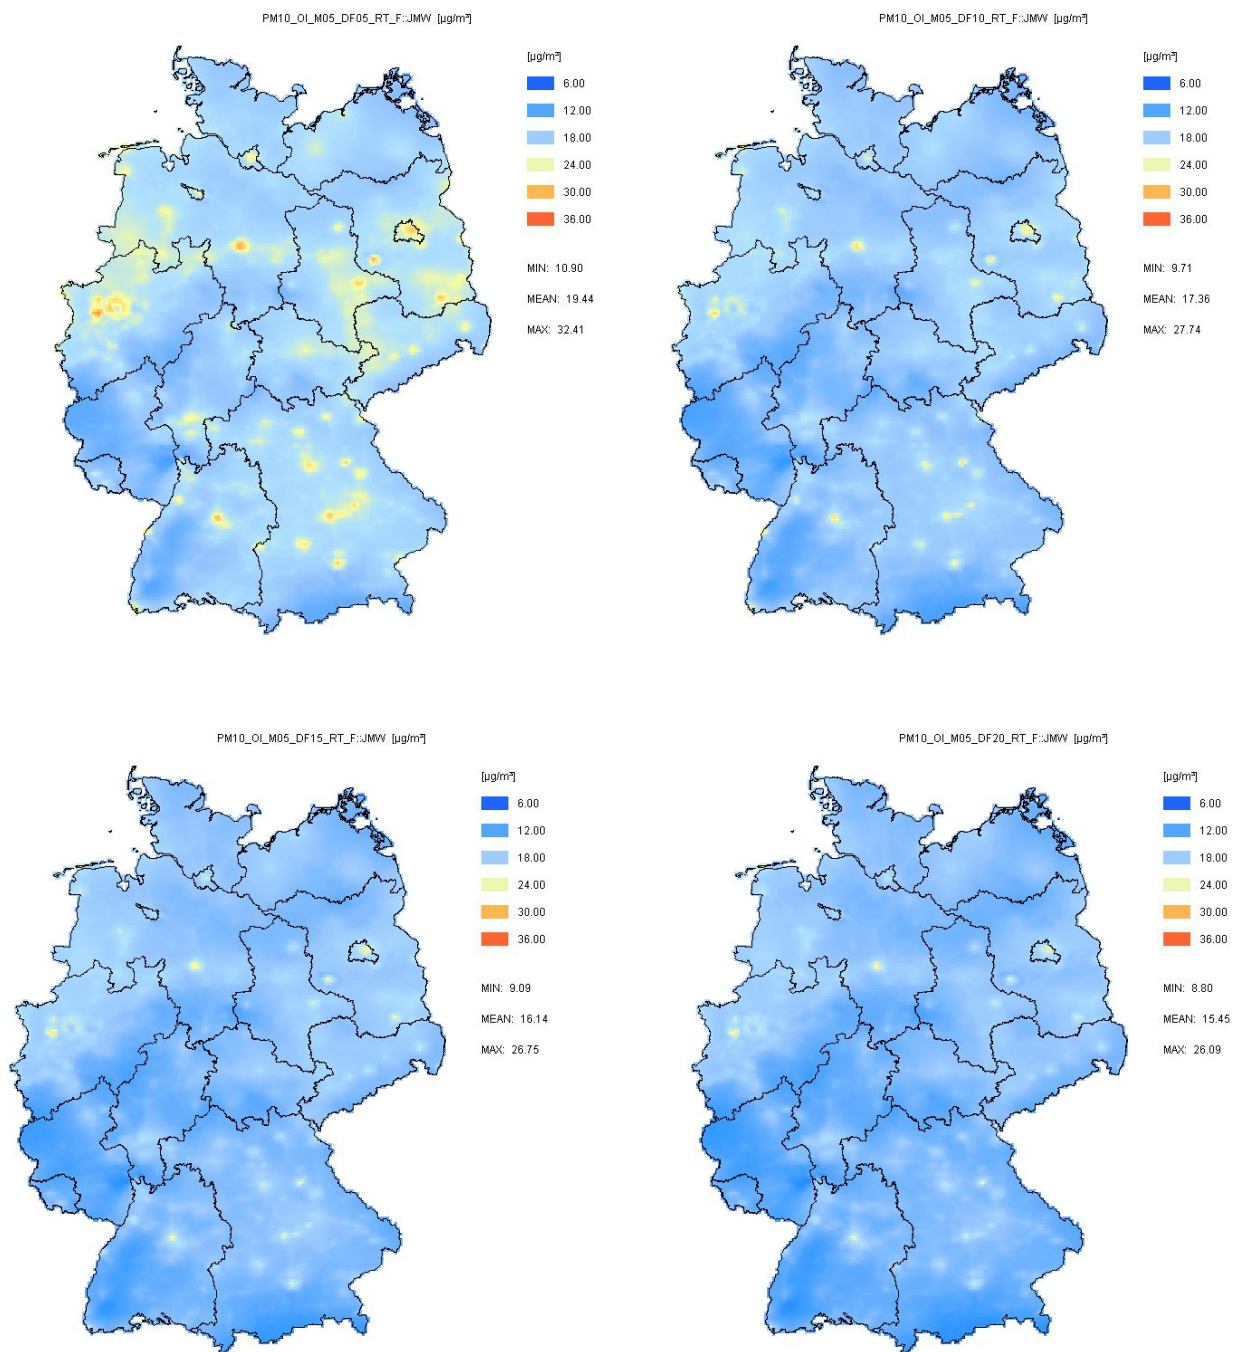 PM10_OI_M05_DF05_RT_F::JMW [µg/m³]
[µg/m³]
6.00
12.00
18.00
24.00
30.00
36.00
MIN: 10.90
MEAN: 19.44
MAX: 32.41
PM10_OI_M05_DF10_RT_F::JMW [µg/m³]
[µg/m³]
6.00
12.00
18.00
24.00
30.00
36.00
MIN: 9.71
MEAN: 17.36
MAX: 27.74
PM10_OI_M05_DF15_RT_F::JMW [µg/m³]
[µg/m³]
6.00
12.00
18.00
24.00
30.00
36.00
MIN: 9.09
MEAN: 16.14
MAX: 26.75
PM10_OI_M05_DF20_RT_F::JMW [µg/m³]
[µg/m³]
6.00
12.00
18.00
24.00
30.00
36.00
MIN: 8.80
MEAN: 15.45
MAX: 26.09